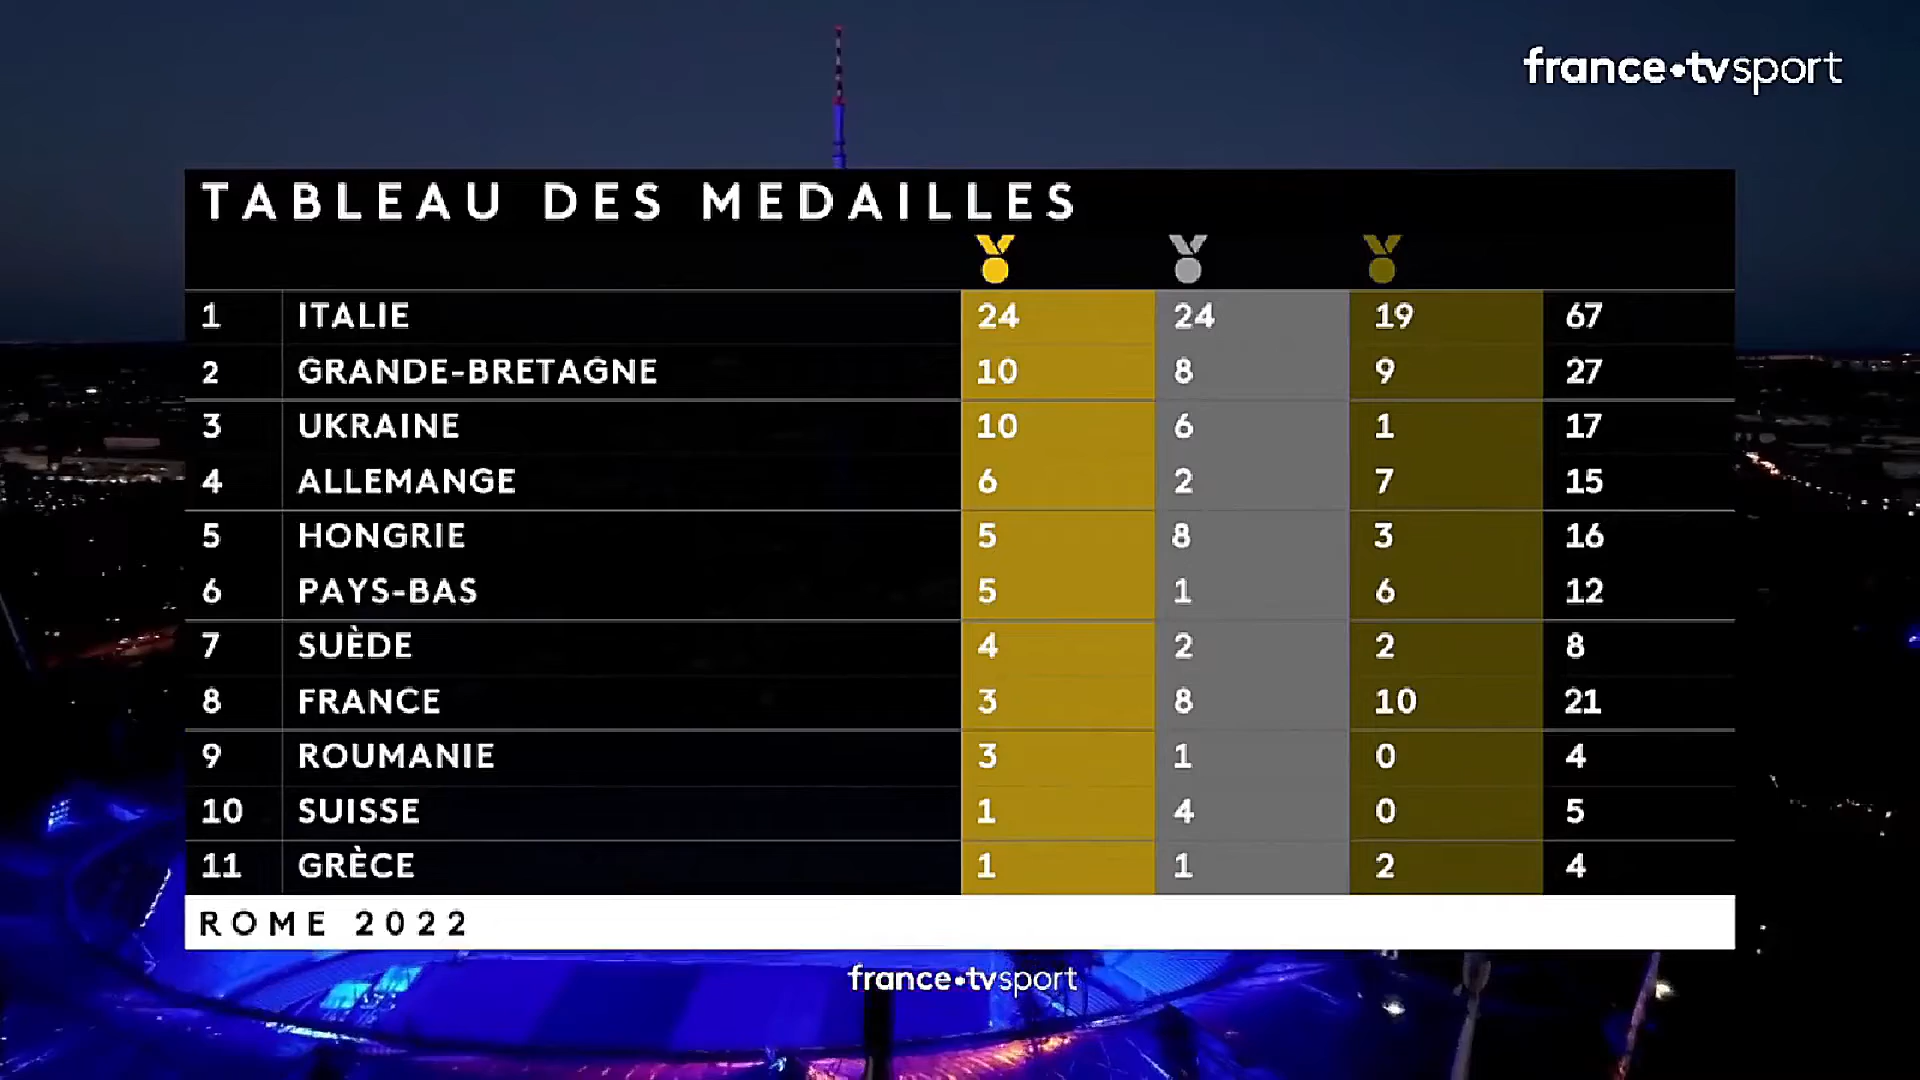 france•tvsport
TABLEAU DES MEDAILLES
1 ITALIE 24 24 19 67
2 GRANDE-BRETAGNE 10 8 9 27
3 UKRAINE 10 6 1 17
4 ALLEMANGE 6 2 7 15
5 HONGRIE 5 8 3 16
6 PAYS-BAS 5 1 6 12
7 SUÈDE 4 2 2 8
8 FRANCE 3 8 10 21
9 ROUMANIE 3 1 0 4
10 SUISSE 1 4 0 5
11 GRÈCE 1 1 2 4
ROME 2022
france•tvsport